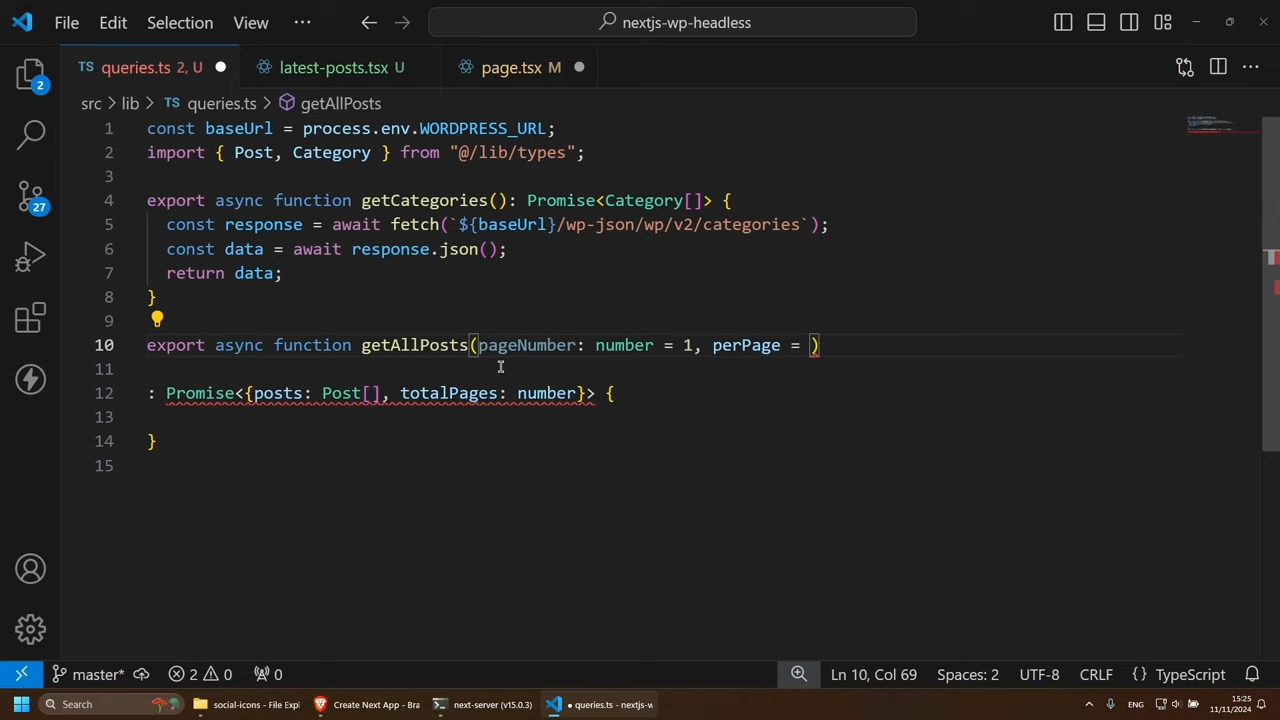 File Edit Selection View ··· nextjs-wp-headless
TS queries.ts 2, U latest-posts.tsx U page.tsx M
src > lib > TS queries.ts > getAllPosts
1 const baseUrl = process.env.WORDPRESS_URL;
2 import { Post, Category } from "@/lib/types";
3
4 export async function getCategories(): Promise<Category[]> {
5 const response = await fetch(`${baseUrl}/wp-json/wp/v2/categories`);
6 const data = await response.json();
7 return data;
8 }
9
10 export async function getAllPosts(pageNumber: number = 1, perPage = )
11
12 : Promise<{posts: Post[], totalPages: number}> {
13
14 }
15
2
27
master* 2 0 0 Ln 10, Col 69 Spaces: 2 UTF-8 CRLF {} TypeScript
Search social-icons - File Expl Create Next App - Bra next-server (v15.0.3) • queries.ts - nextjs-w ENG 15:25
11/11/2024